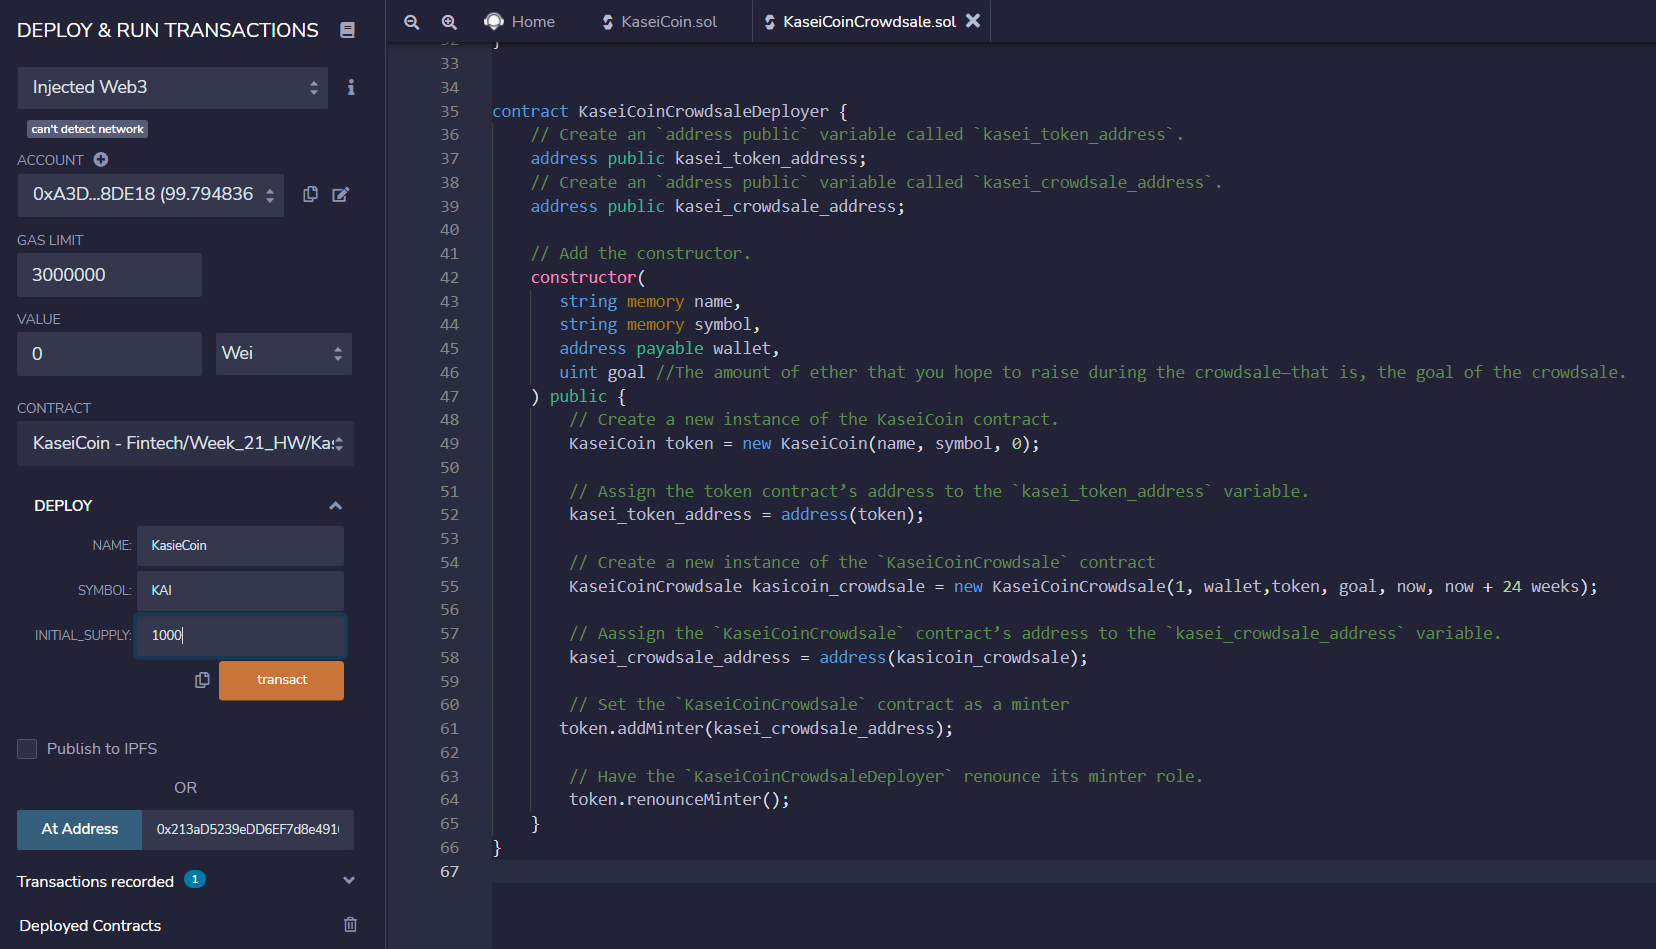 DEPLOY & RUN TRANSACTIONS
Injected Web3
can't detect network
ACCOUNT
0xA3D...8DE18 (99.794836
GAS LIMIT
3000000
VALUE
0
Wei
CONTRACT
KaseiCoin - Fintech/Week_21_HW/Kas
DEPLOY
NAME: KasieCoin
SYMBOL: KAI
INITIAL_SUPPLY: 1000
transact
Publish to IPFS
OR
At Address 0x213aD5239eDD6EF7d8e491
Transactions recorded 1
Deployed Contracts
Home KaseiCoin.sol KaseiCoinCrowdsale.sol
32 }
33
34
35 contract KaseiCoinCrowdsaleDeployer {
36 // Create an `address public` variable called `kasei_token_address`.
37 address public kasei_token_address;
38 // Create an `address public` variable called `kasei_crowdsale_address`.
39 address public kasei_crowdsale_address;
40
41 // Add the constructor.
42 constructor(
43 string memory name,
44 string memory symbol,
45 address payable wallet,
46 uint goal //The amount of ether that you hope to raise during the crowdsale—that is, the goal of the crowdsale.
47 ) public {
48 // Create a new instance of the KaseiCoin contract.
49 KaseiCoin token = new KaseiCoin(name, symbol, 0);
50
51 // Assign the token contract’s address to the `kasei_token_address` variable.
52 kasei_token_address = address(token);
53
54 // Create a new instance of the `KaseiCoinCrowdsale` contract
55 KaseiCoinCrowdsale kasicoin_crowdsale = new KaseiCoinCrowdsale(1, wallet,token, goal, now, now + 24 weeks);
56
57 // Aassign the `KaseiCoinCrowdsale` contract’s address to the `kasei_crowdsale_address` variable.
58 kasei_crowdsale_address = address(kasicoin_crowdsale);
59
60 // Set the `KaseiCoinCrowdsale` contract as a minter
61 token.addMinter(kasei_crowdsale_address);
62
63 // Have the `KaseiCoinCrowdsaleDeployer` renounce its minter role.
64 token.renounceMinter();
65 }
66 }
67